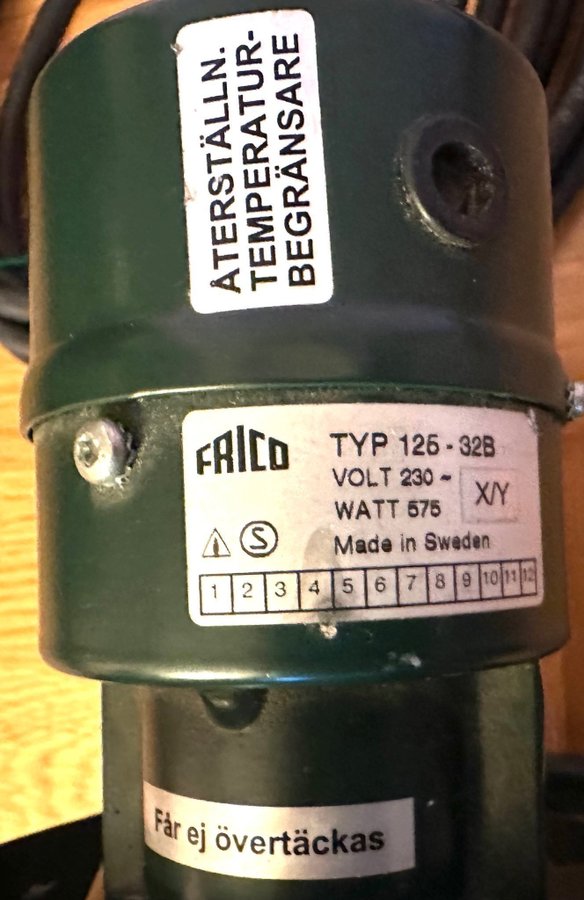 ÅTERSTÄLLN.
TEMPERATUR-
BEGRÄNSARE
FRICO
TYP 125 - 32B
VOLT 230 ~
X/Y
WATT 575
S
Made in Sweden
1 2 3 4 5 6 7 8 9 10 11 12
Får ej övertäckas